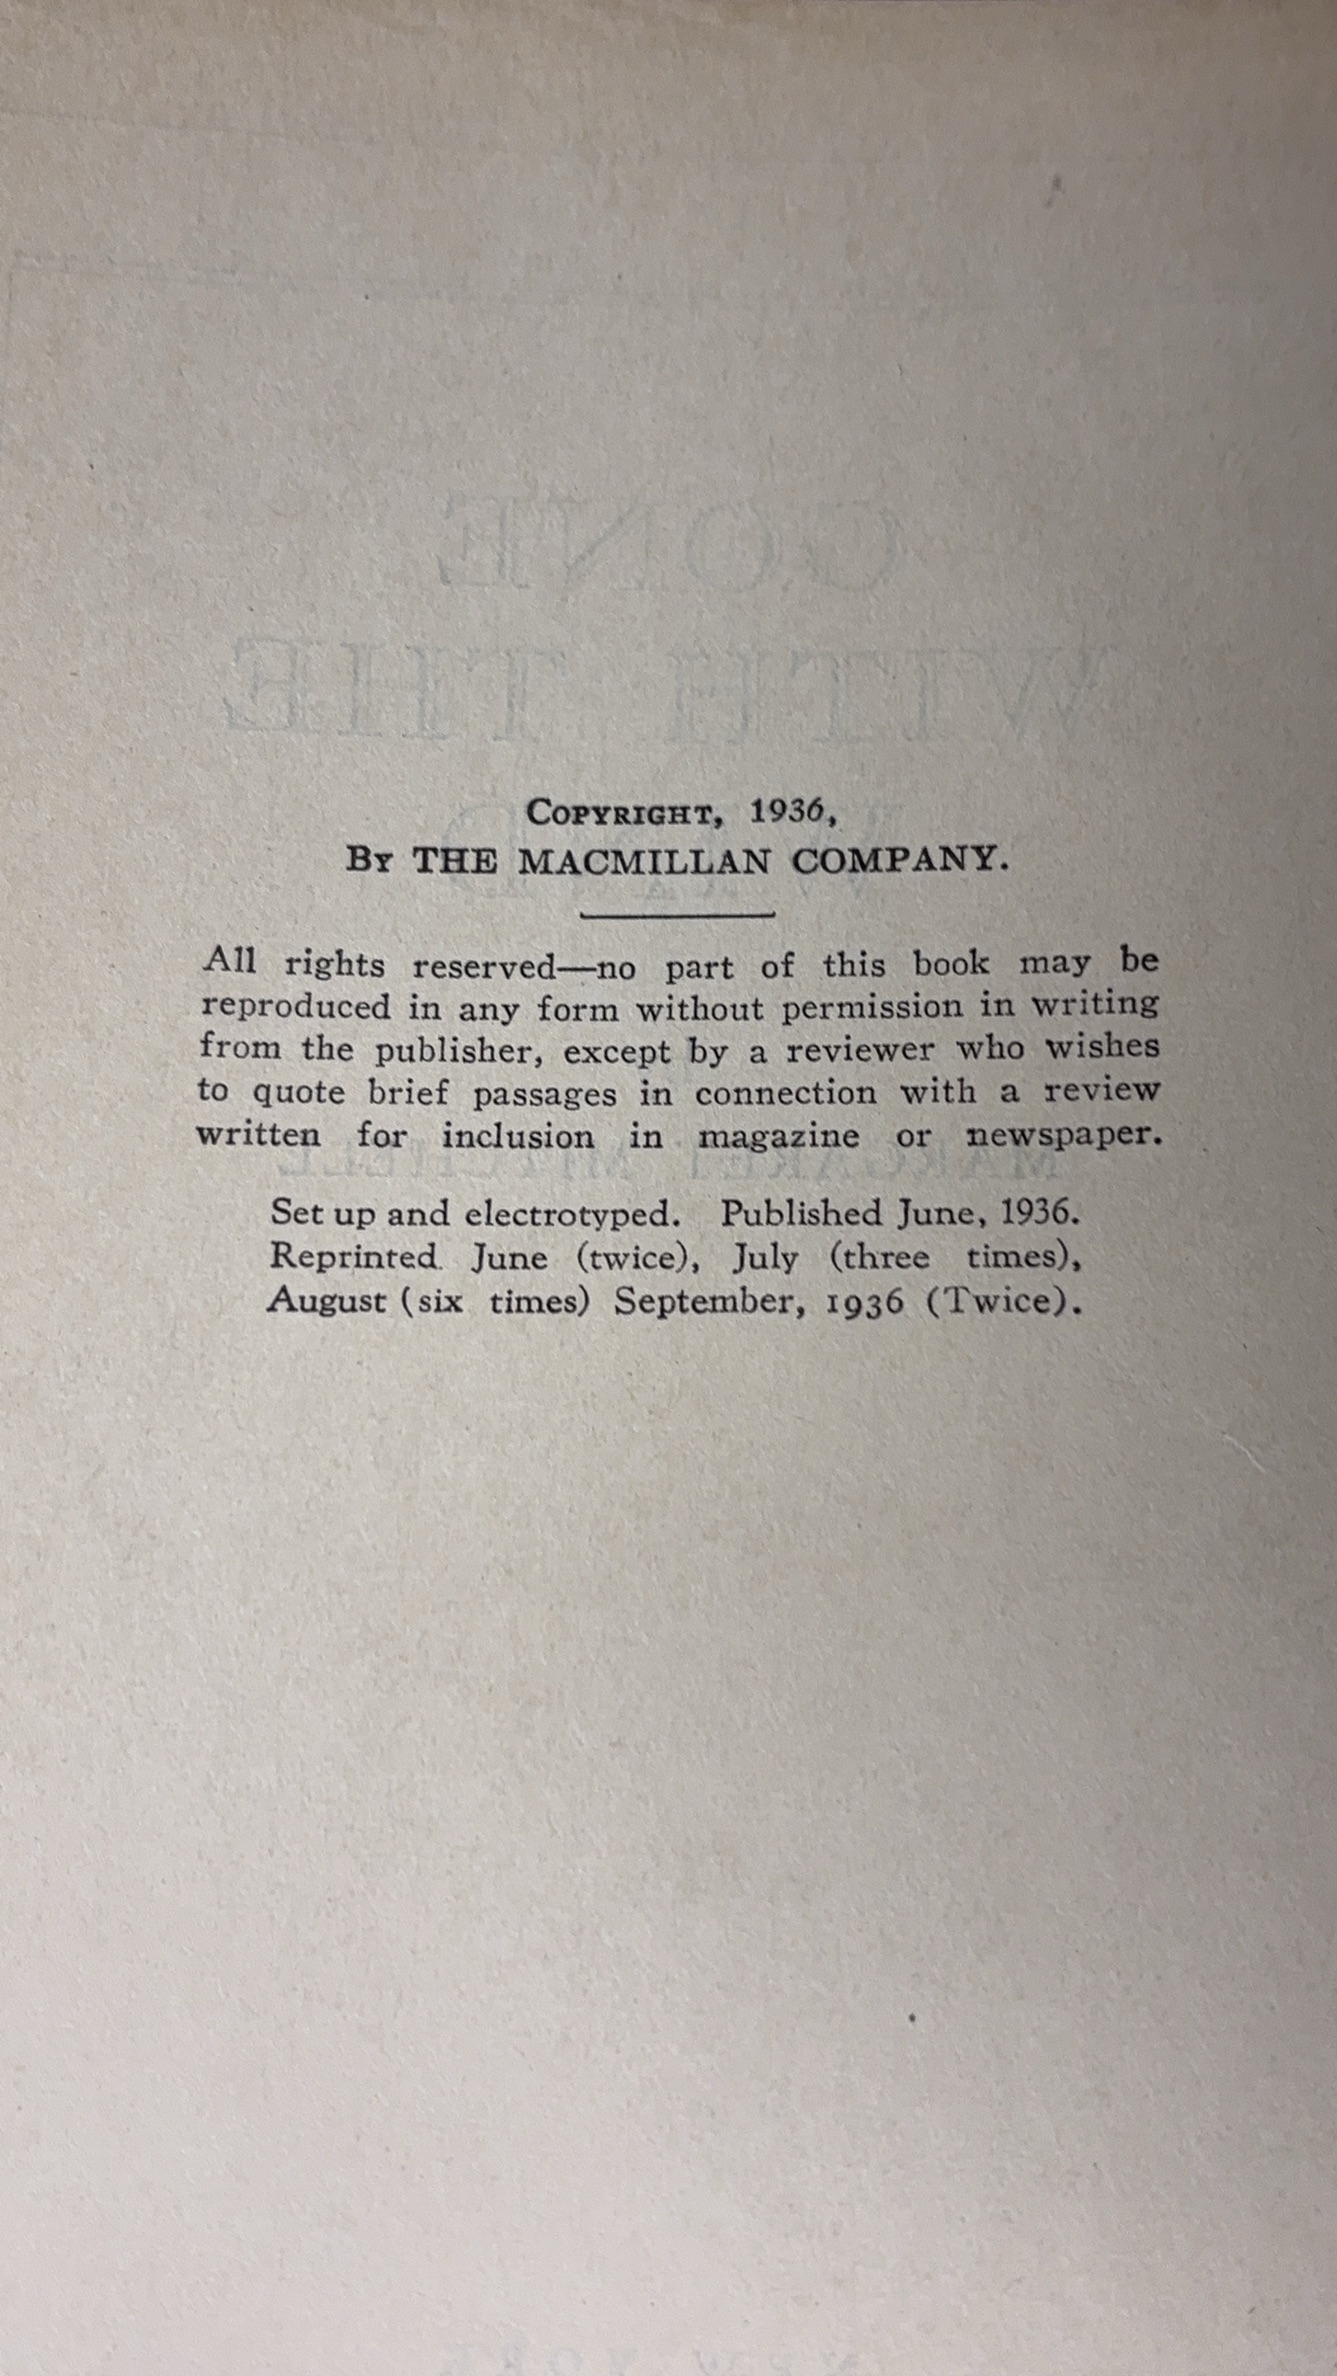 COPYRIGHT, 1936,
BY THE MACMILLAN COMPANY.
All rights reserved—no part of this book may be
reproduced in any form without permission in writing
from the publisher, except by a reviewer who wishes
to quote brief passages in connection with a review
written for inclusion in magazine or newspaper.
Set up and electrotyped. Published June, 1936.
Reprinted June (twice), July (three times),
August (six times) September, 1936 (Twice).